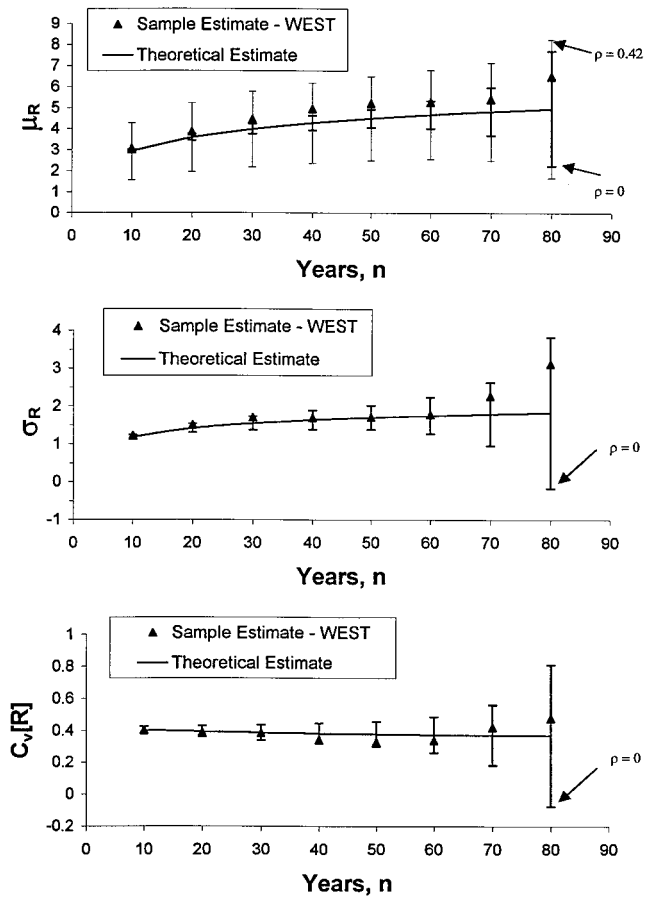 Sample Estimate - WEST
Theoretical Estimate
μR
9
8
7
6
5
4
3
2
1
0
ρ = 0.42
ρ = 0
0 10 20 30 40 50 60 70 80 90
Years, n
Sample Estimate - WEST
Theoretical Estimate
σR
4
3
2
1
0
-1
ρ = 0
0 10 20 30 40 50 60 70 80 90
Years, n
Sample Estimate - WEST
Theoretical Estimate
Cv[R]
1
0.8
0.6
0.4
0.2
0
-0.2
ρ = 0
0 10 20 30 40 50 60 70 80 90
Years, n